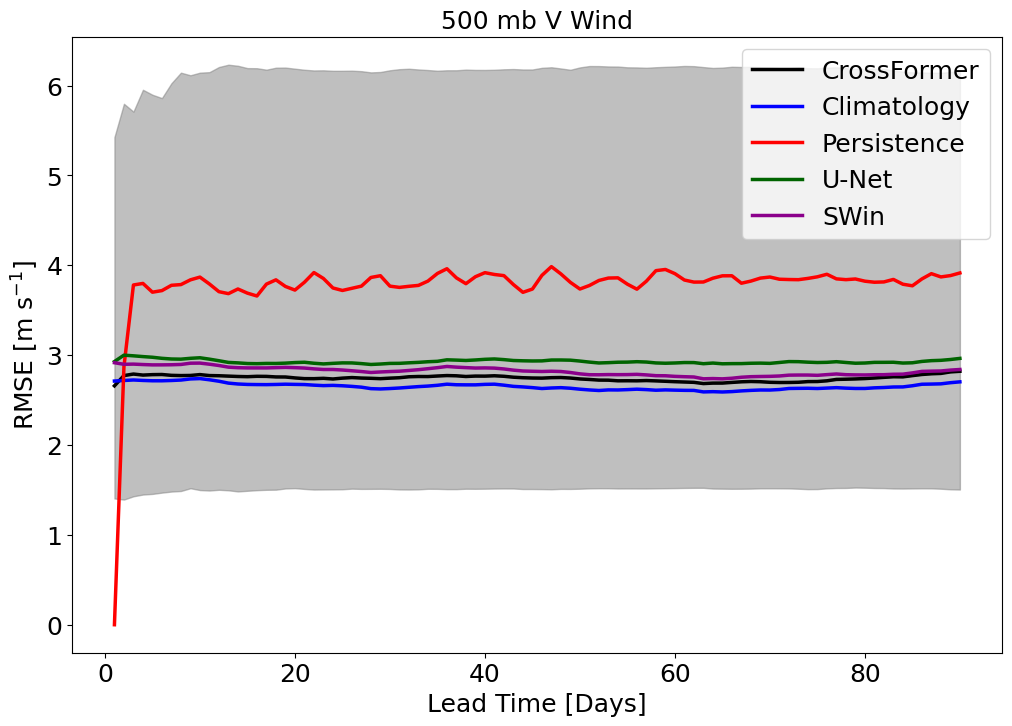 500 mb V Wind
CrossFormer
Climatology
Persistence
U-Net
SWin
RMSE [m s⁻¹]
6
5
4
3
2
1
0
0 20 40 60 80
Lead Time [Days]